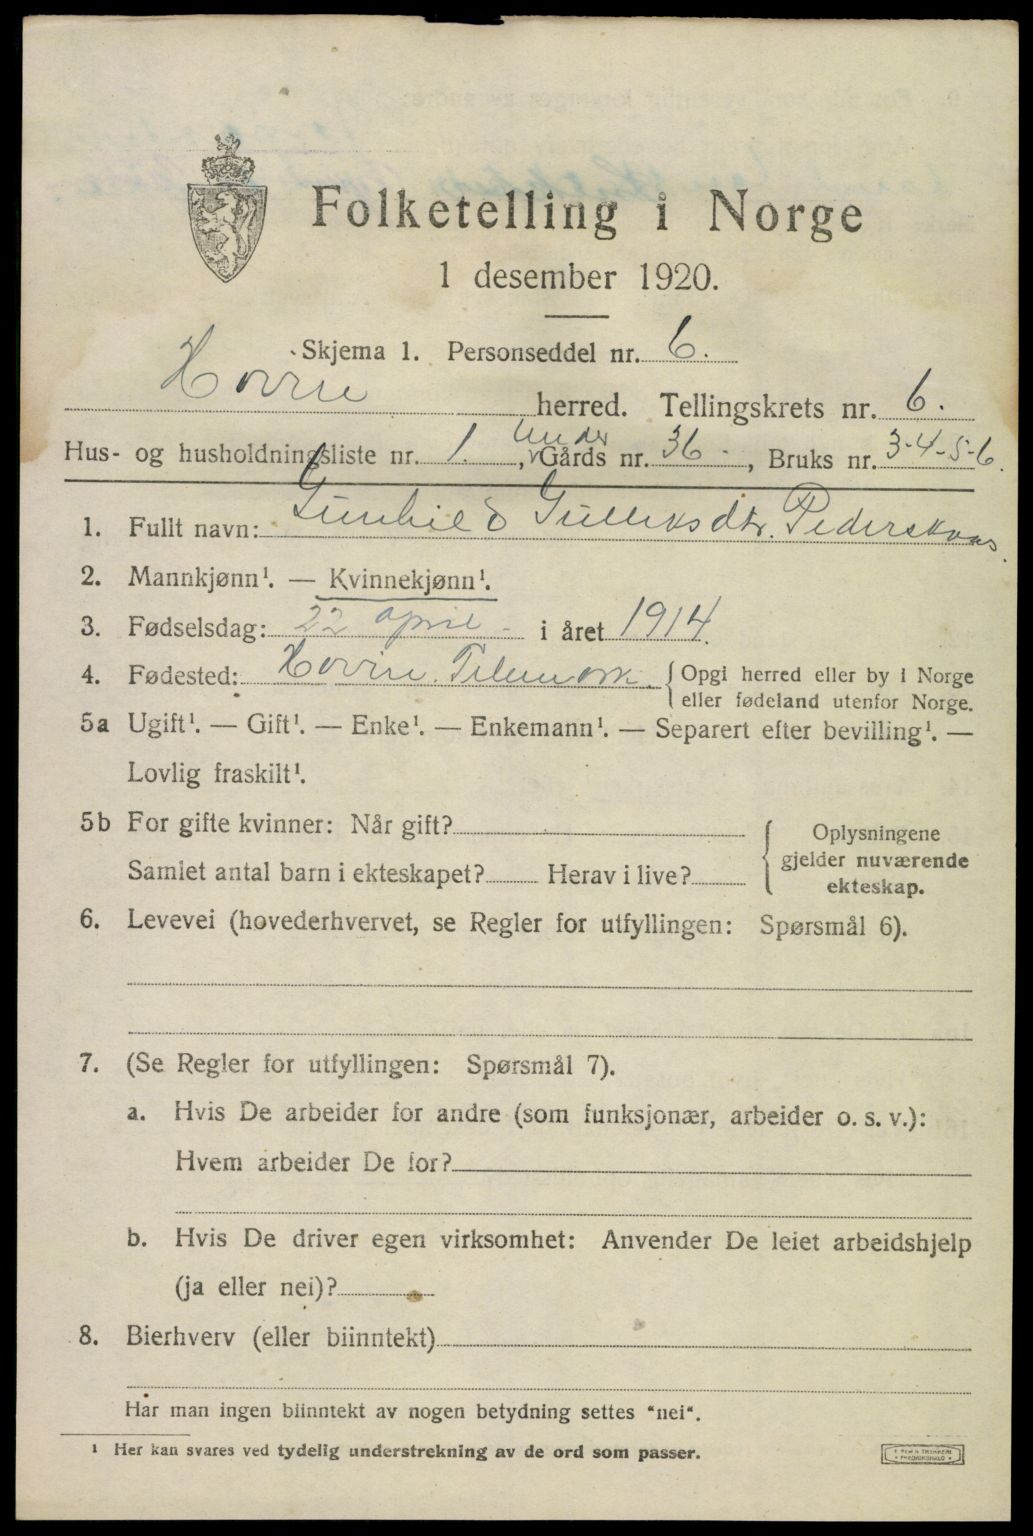 Folketelling i Norge
1 desember 1920.
Skjema 1. Personseddel nr. 6.
Hovin herred. Tellingskrets nr. 6.
Hus- og husholdningsliste nr. 1. , Under Gårds nr. 36 - , Bruks nr. 3-4-5-6.
1. Fullt navn: Gunhild Gulleksdtr. Pederskaas.
2. Mannkjønn¹. — Kvinnekjønn¹.
3. Fødselsdag: 22 april - i året 1914.
4. Fødested: Hovin. Telemark { Opgi herred eller by i Norge
eller fødeland utenfor Norge.
5a Ugift¹. — Gift¹. — Enke¹. — Enkemann¹. — Separert efter bevilling¹. —
Lovlig fraskilt¹.
5b For gifte kvinner: Når gift?
Samlet antal barn i ekteskapet? Herav i live?
{ Oplysningene
gjelder nuværende
ekteskap.
6. Levevei (hovederhvervet, se Regler for utfyllingen: Spørsmål 6).
7. (Se Regler for utfyllingen: Spørsmål 7).
a. Hvis De arbeider for andre (som funksjonær, arbeider o. s. v.):
Hvem arbeider De for?
b. Hvis De driver egen virksomhet: Anvender De leiet arbeidshjelp
(ja eller nei)?
8. Bierhverv (eller biinntekt)
Har man ingen biinntekt av nogen betydning settes "nei".
¹ Her kan svares ved tydelig understrekning av de ord som passer.